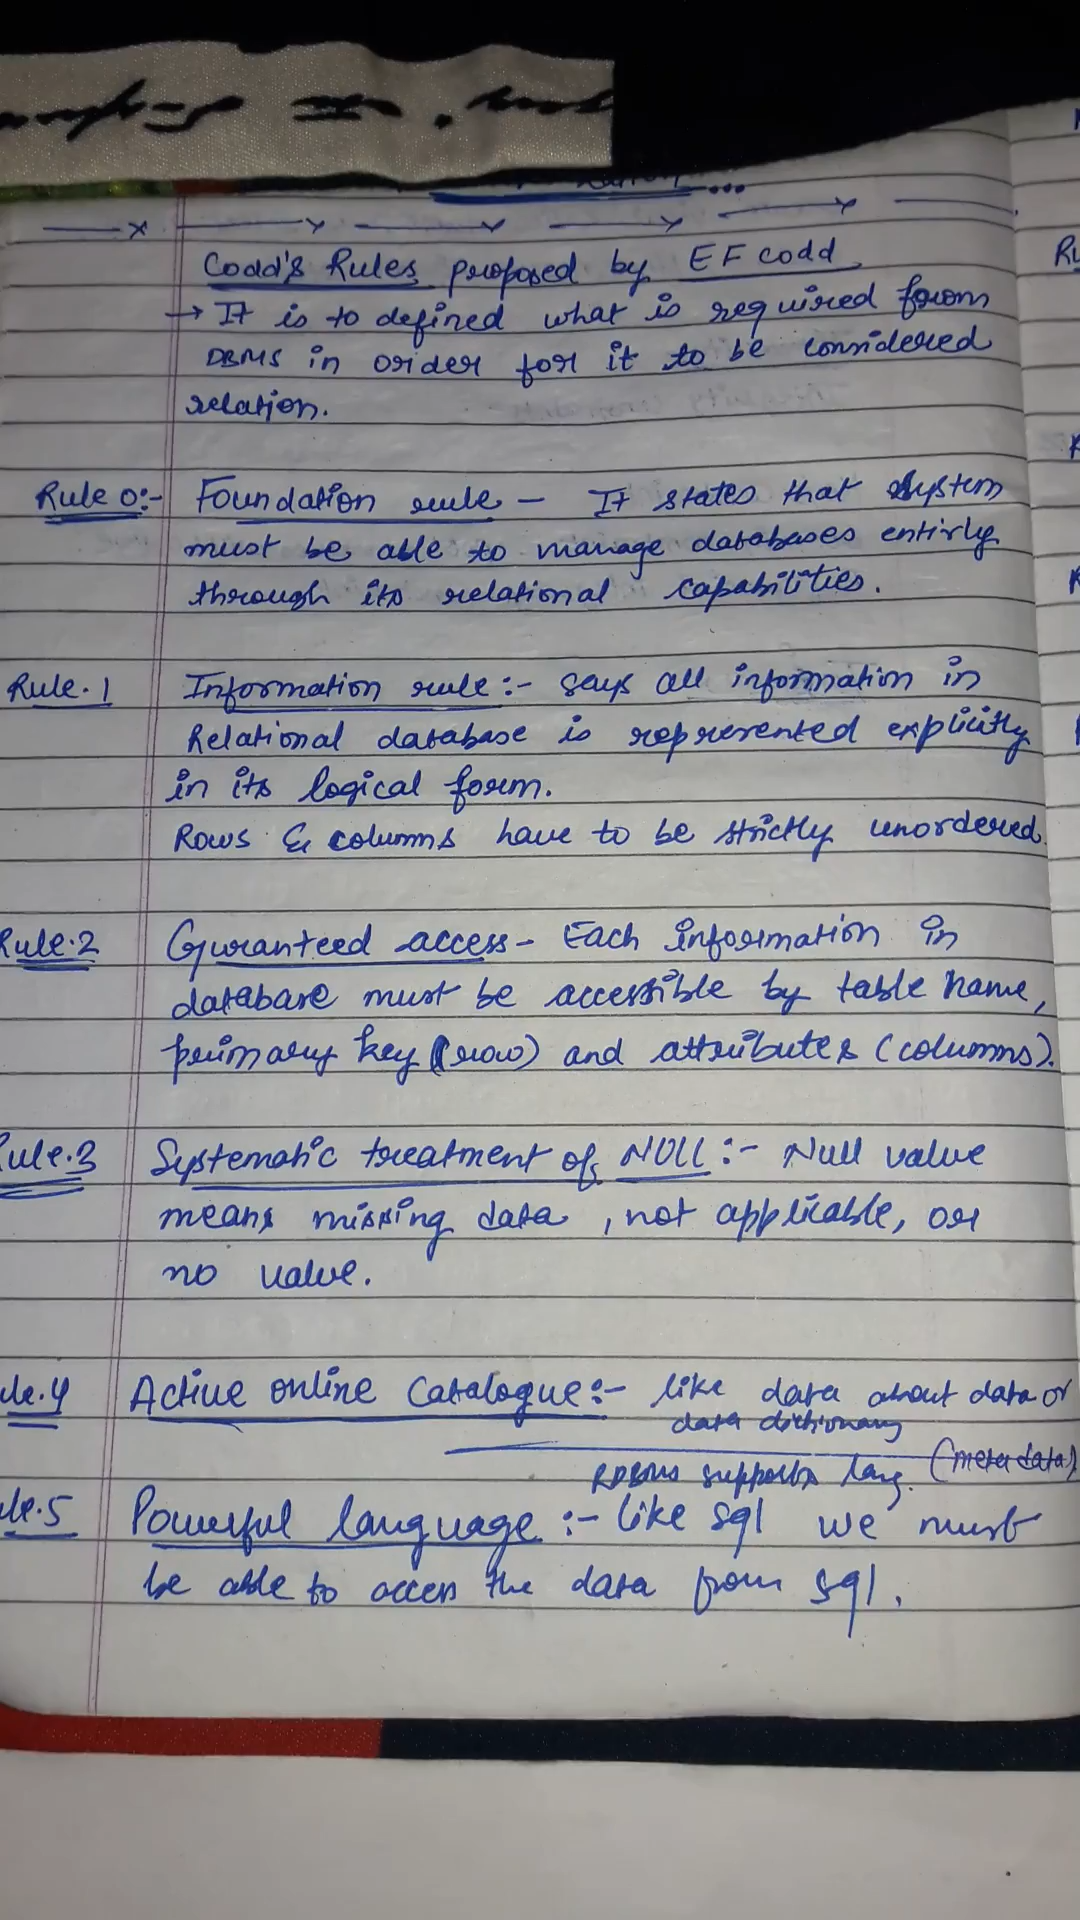 Codd's Rules proposed by EF codd
→ It is to defined what is required from
DBMS in order for it to be considered
relation.
Rule 0:- Foundation rule - It states that system
must be able to manage databases entirly
through its relational capabilities.
Rule.1 Information rule:- says all information in
Relational database is represented explicitly
in its logical form.
Rows & columns have to be strictly unordered.
Rule.2 Guranteed access- Each information in
database must be accessible by table name,
primary key (row) and attributes (columns).
Rule.3 Systematic treatment of NULL:- Null value
means missing data, not applicable, or
no value.
ule.4 Active online catalogue:- like data about data or
data dictionary
(meta data)
RDBMS supports lang.
ule.5 Powerful language:- like sql we must
be able to access the data from sql.